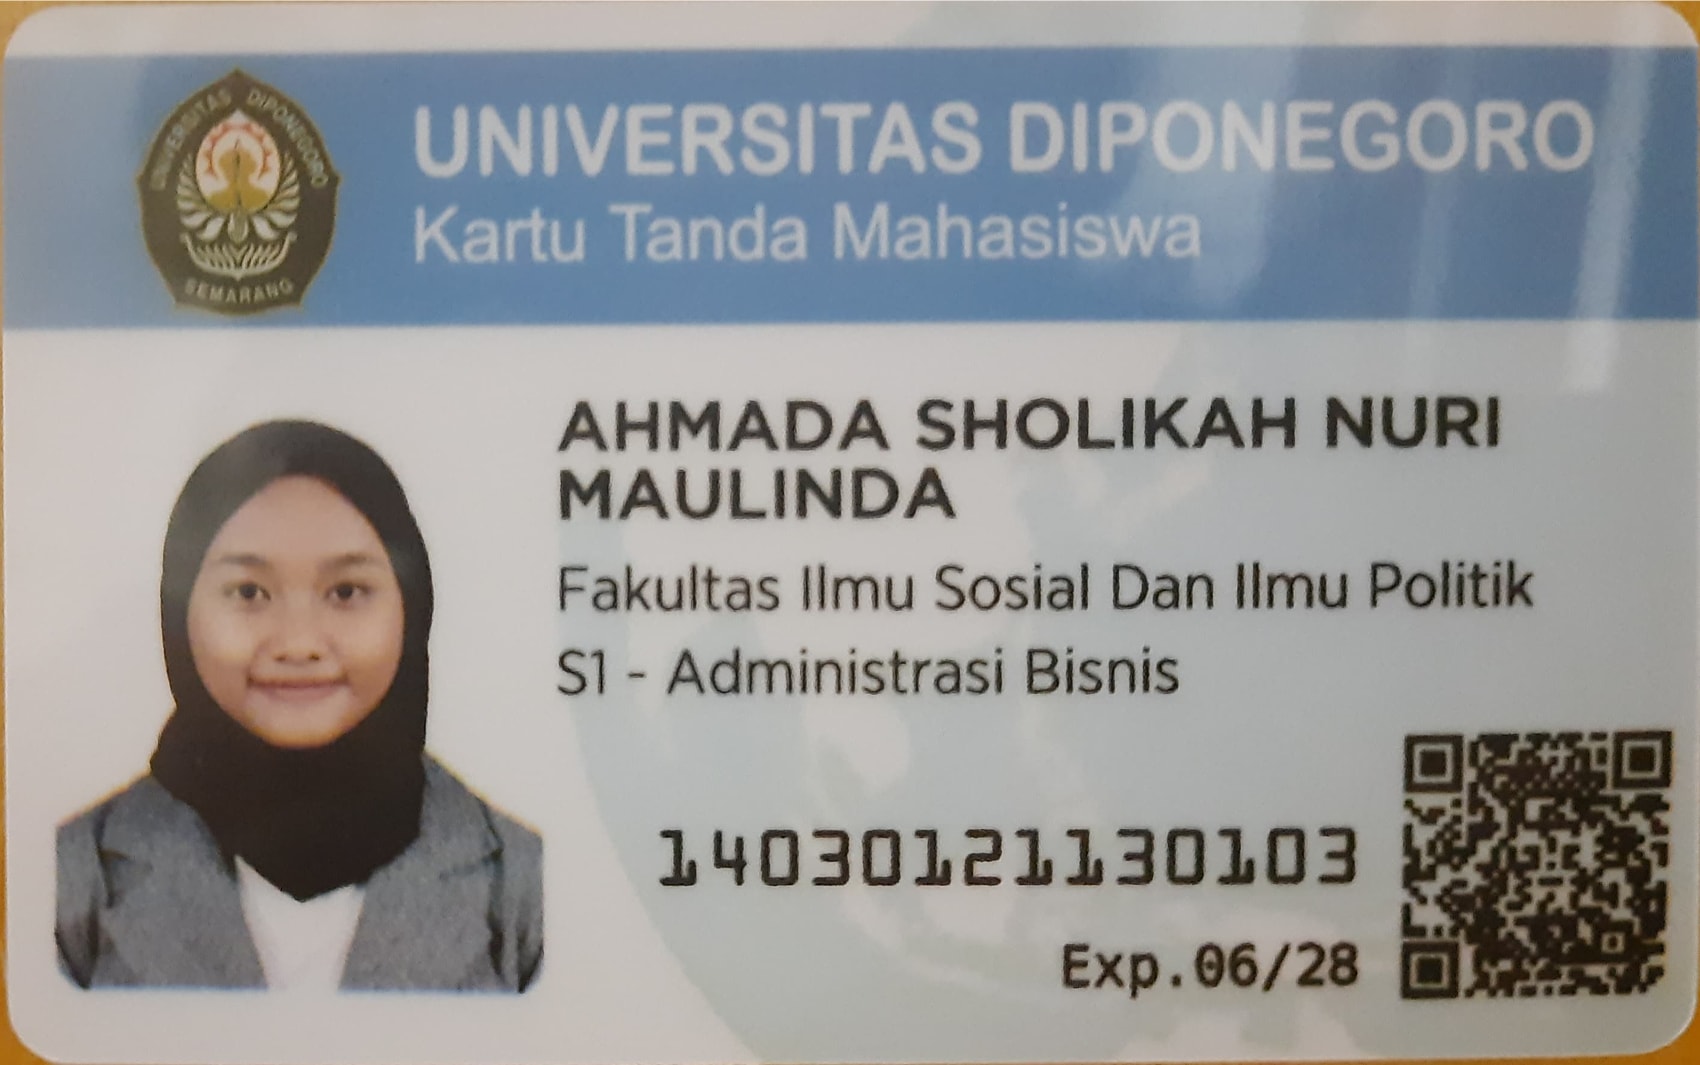 UNIVERSITAS DIPONEGORO
SEMARANG
UNIVERSITAS DIPONEGORO
Kartu Tanda Mahasiswa
AHMADA SHOLIKAH NURI
MAULINDA
Fakultas Ilmu Sosial Dan Ilmu Politik
S1 - Administrasi Bisnis
14030121130103
Exp.06/28